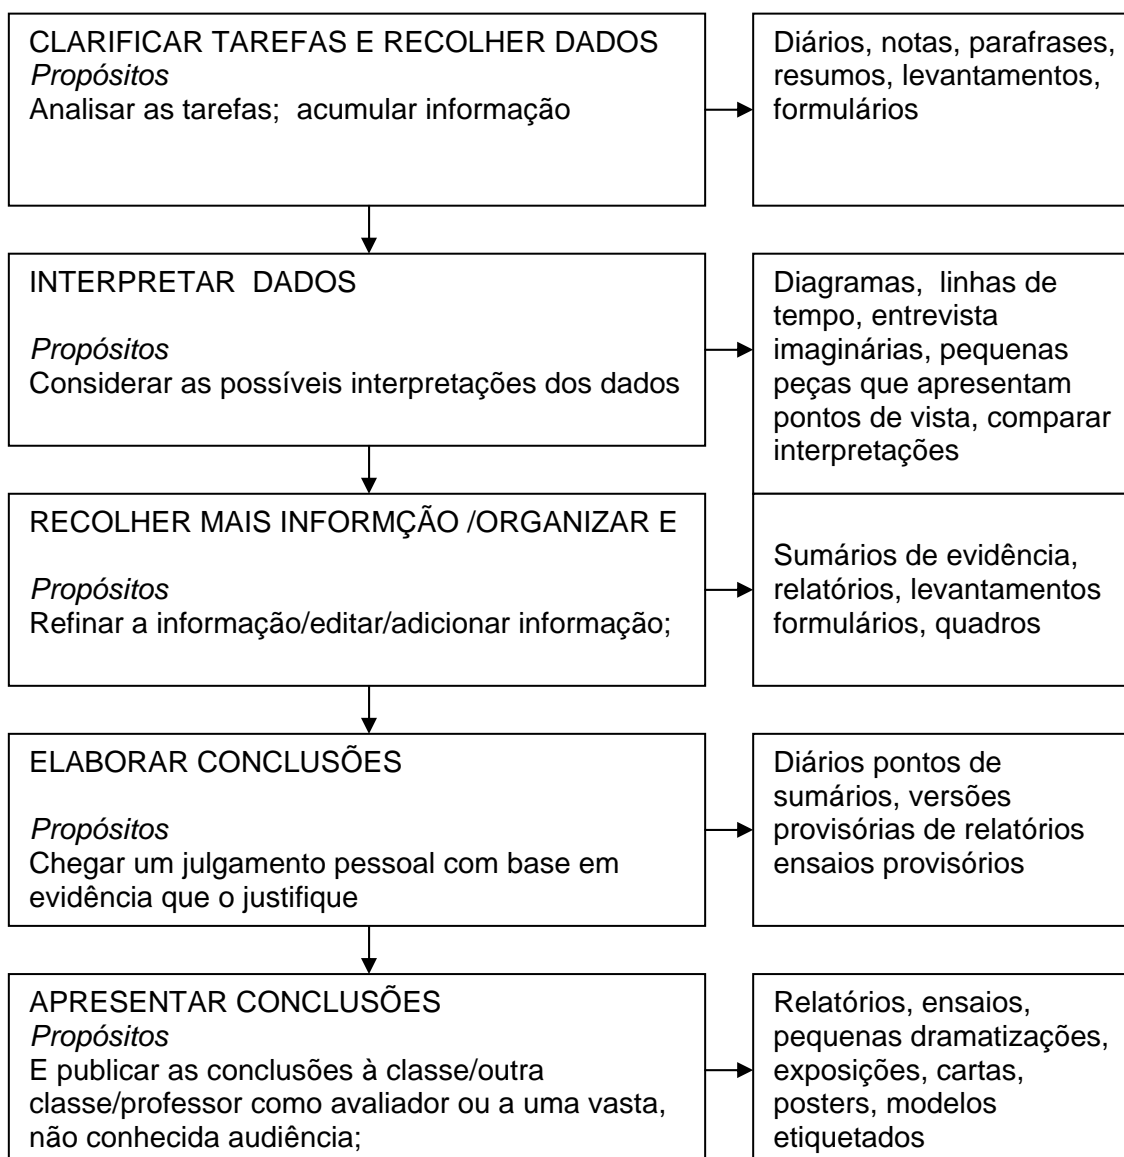 CLARIFICAR TAREFAS E RECOLHER DADOS
Propósitos
Analisar as tarefas;  acumular informação
Diários, notas, parafrases,
resumos, levantamentos,
formulários
INTERPRETAR  DADOS
Propósitos
Considerar as possíveis interpretações dos dados
Diagramas,  linhas de
tempo, entrevista
imaginárias, pequenas
peças que apresentam
pontos de vista, comparar
interpretações
RECOLHER MAIS INFORMÇÃO /ORGANIZAR E
Propósitos
Refinar a informação/editar/adicionar informação;
Sumários de evidência,
relatórios, levantamentos
formulários, quadros
ELABORAR CONCLUSÕES
Propósitos
Chegar um julgamento pessoal com base em
evidência que o justifique
Diários pontos de
sumários, versões
provisórias de relatórios
ensaios provisórios
APRESENTAR CONCLUSÕES
Propósitos
E publicar as conclusões à classe/outra
classe/professor como avaliador ou a uma vasta,
não conhecida audiência;
Relatórios, ensaios,
pequenas dramatizações,
exposições, cartas,
posters, modelos
etiquetados